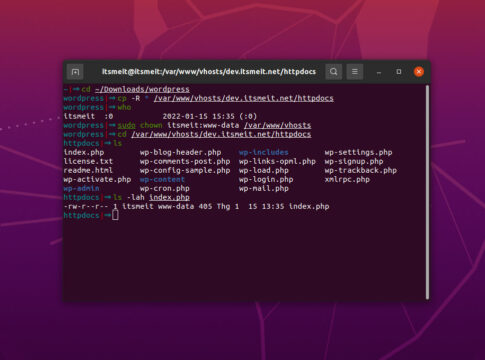 itsmeit@itsmeit:/var/www/vhosts/dev.itsmeit.net/httpdocs
~|⇒ cd ~/Downloads/wordpress
wordpress|⇒ cp -R * /var/www/vhosts/dev.itsmeit.net/httpdocs
wordpress|⇒ who
itsmeit :0 2022-01-15 15:35 (:0)
wordpress|⇒ sudo chown itsmeit:www-data /var/www/vhosts
wordpress|⇒ cd /var/www/vhosts/dev.itsmeit.net/httpdocs
httpdocs|⇒ ls
index.php wp-blog-header.php wp-includes wp-settings.php
license.txt wp-comments-post.php wp-links-opml.php wp-signup.php
readme.html wp-config-sample.php wp-load.php wp-trackback.php
wp-activate.php wp-content wp-login.php xmlrpc.php
wp-admin wp-cron.php wp-mail.php
httpdocs|⇒ ls -lah index.php
-rw-r--r-- 1 itsmeit www-data 405 Thg 1 15 13:35 index.php
httpdocs|⇒